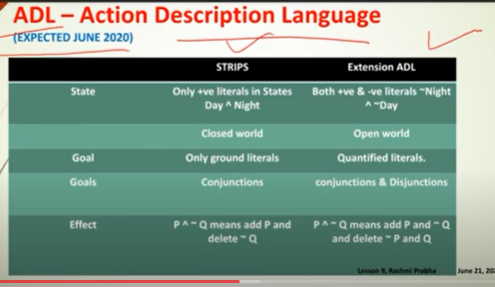 ADL – Action Description Language
(EXPECTED JUNE 2020)
STRIPS Extension ADL
State Only +ve literals in States Both +ve & -ve literals ~Night
Day ^ Night ^ ~Day
Closed world Open world
Goal Only ground literals Quantified literals.
Goals Conjunctions conjunctions & Disjunctions
Effect P ^ ~ Q means add P and P ^ ~ Q means add P and ~ Q
delete ~ Q and delete ~ P and Q
Lesson 9, Rashmi Prabha June 21, 202